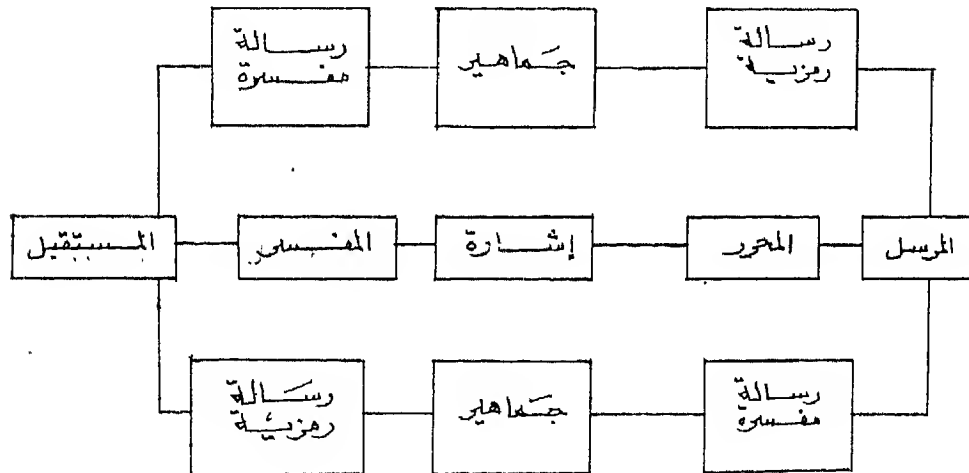 رسالة
رمزية
جماهير
رسالة
مفسرة
المرسل
المحرر
إشارة
المفسر
المستقبل
رسالة
مفسرة
جماهير
رسالة
رمزية